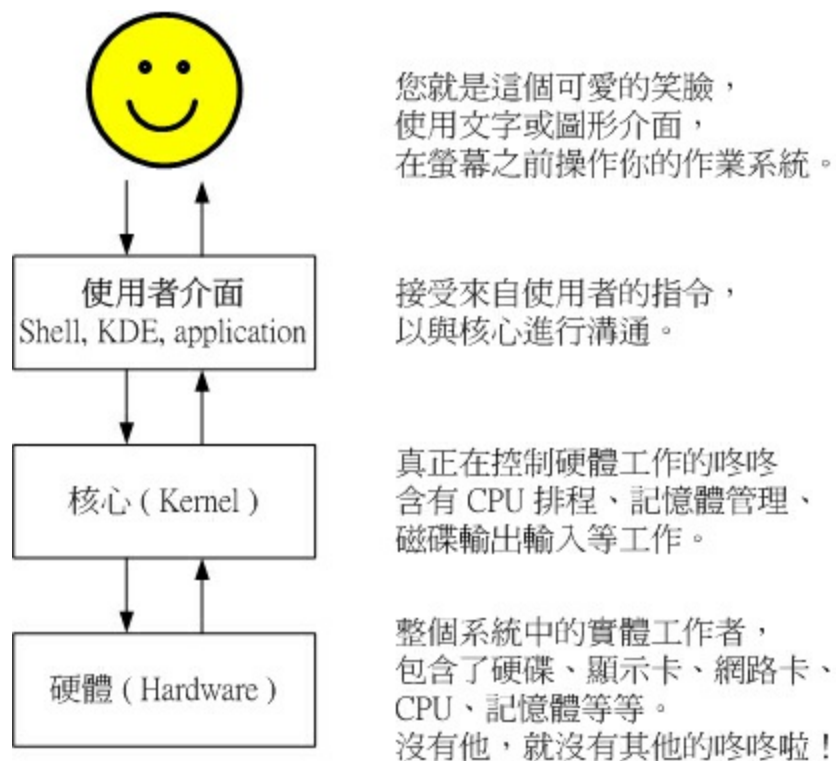 您就是這個可愛的笑臉，
使用文字或圖形介面，
在螢幕之前操作你的作業系統。
使用者介面
Shell, KDE, application
接受來自使用者的指令，
以與核心進行溝通。
核心 ( Kernel )
真正在控制硬體工作的咚咚
含有 CPU 排程、記憶體管理、
磁碟輸出輸入等工作。
硬體 ( Hardware )
整個系統中的實體工作者，
包含了硬碟、顯示卡、網路卡、
CPU、記憶體等等。
沒有他，就沒有其他的咚咚啦！